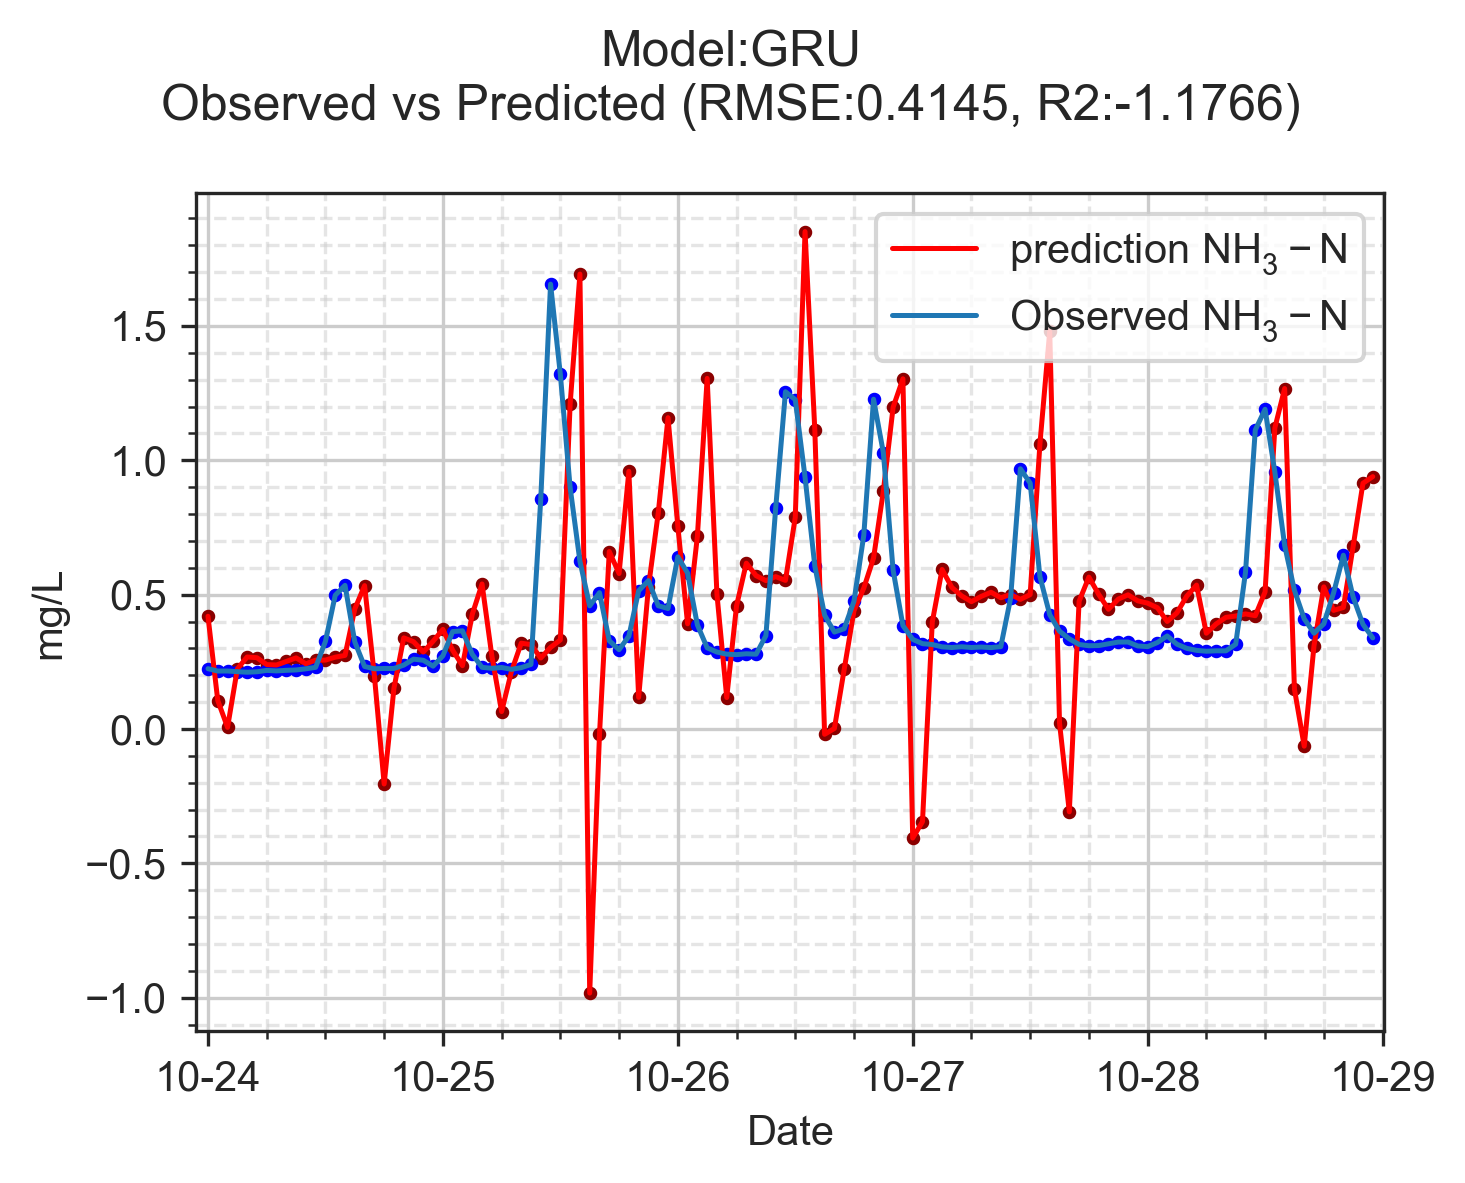 Model:GRU
Observed vs Predicted (RMSE:0.4145, R2:-1.1766)
prediction NH₃ − N
Observed NH₃ − N
1.5
1.0
0.5
0.0
−0.5
−1.0
mg/L
10-24 10-25 10-26 10-27 10-28 10-29
Date